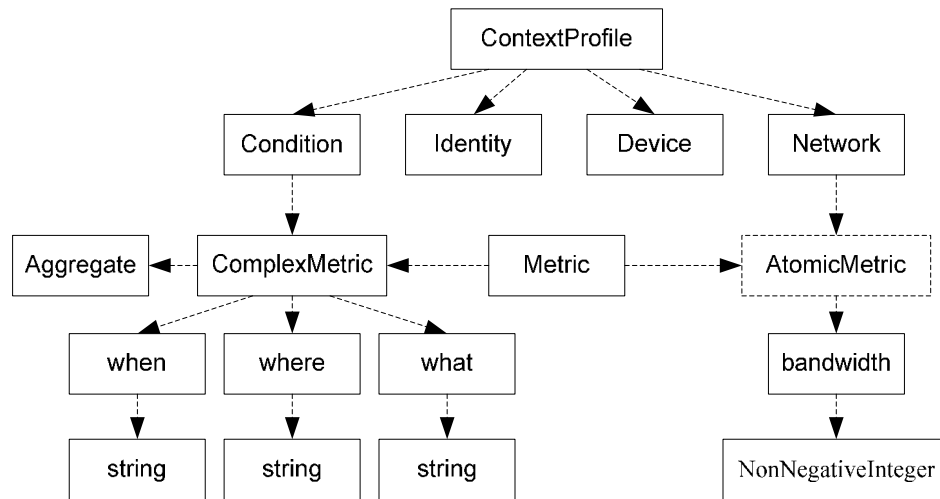 ContextProfile
Condition
Identity
Device
Network
Aggregate
ComplexMetric
Metric
AtomicMetric
when
where
what
bandwidth
string
string
string
NonNegativeInteger